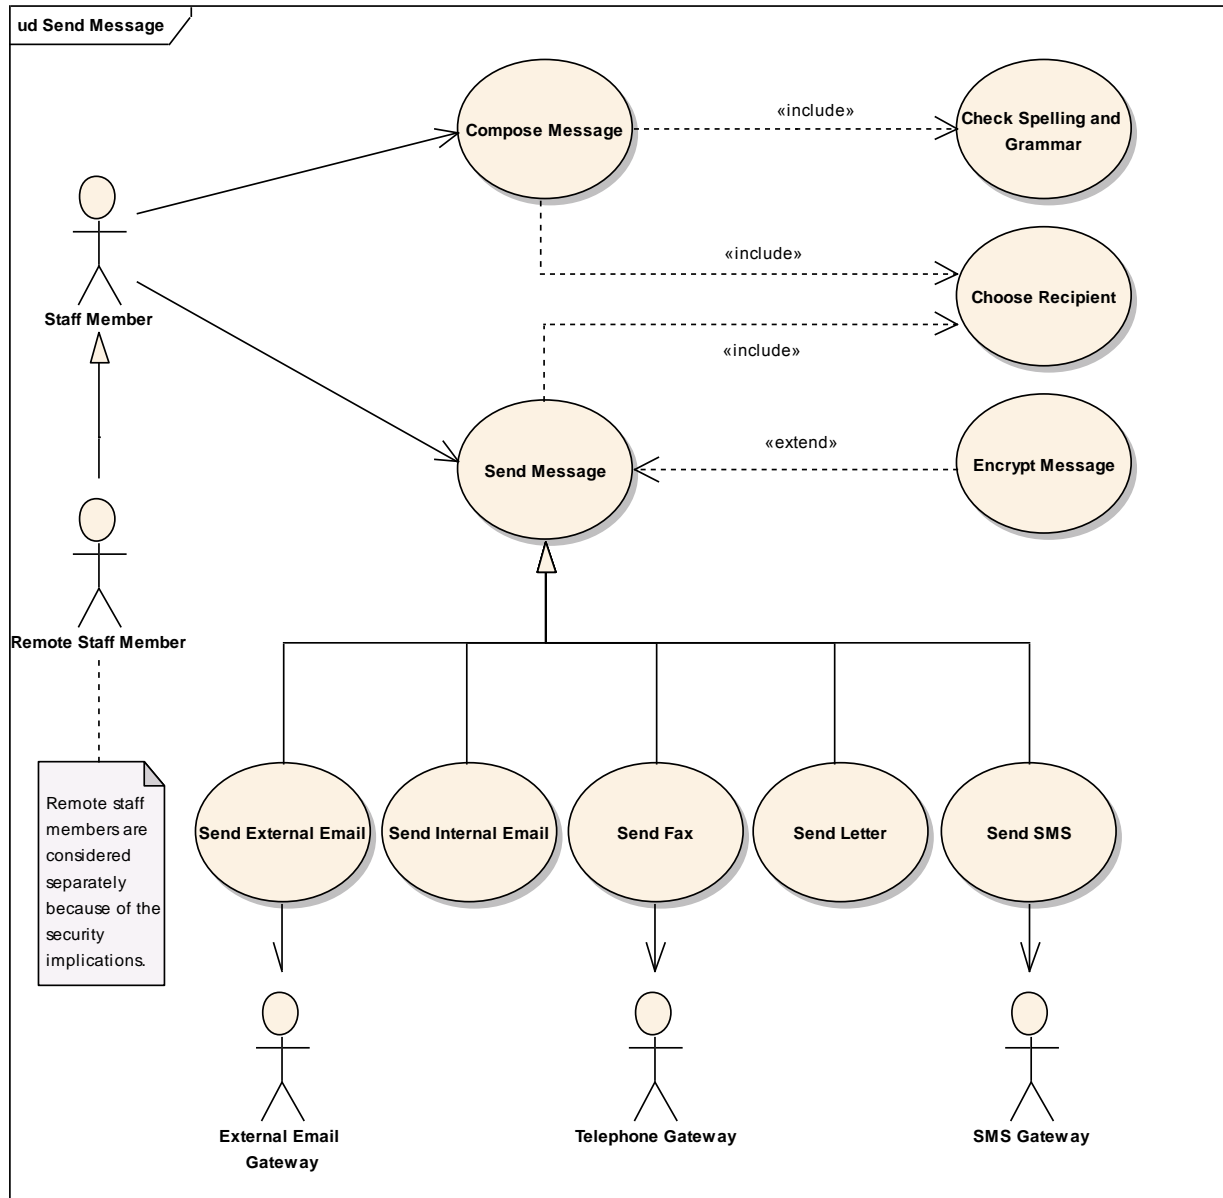 ud Send Message
Compose Message
«include»
Check Spelling and
Grammar
«include»
Choose Recipient
Staff Member
«include»
Send Message
«extend»
Encrypt Message
Remote Staff Member
Remote staff
members are
considered
separately
because of the
security
implications.
Send External Email
Send Internal Email
Send Fax
Send Letter
Send SMS
External Email
Gateway
Telephone Gateway
SMS Gateway